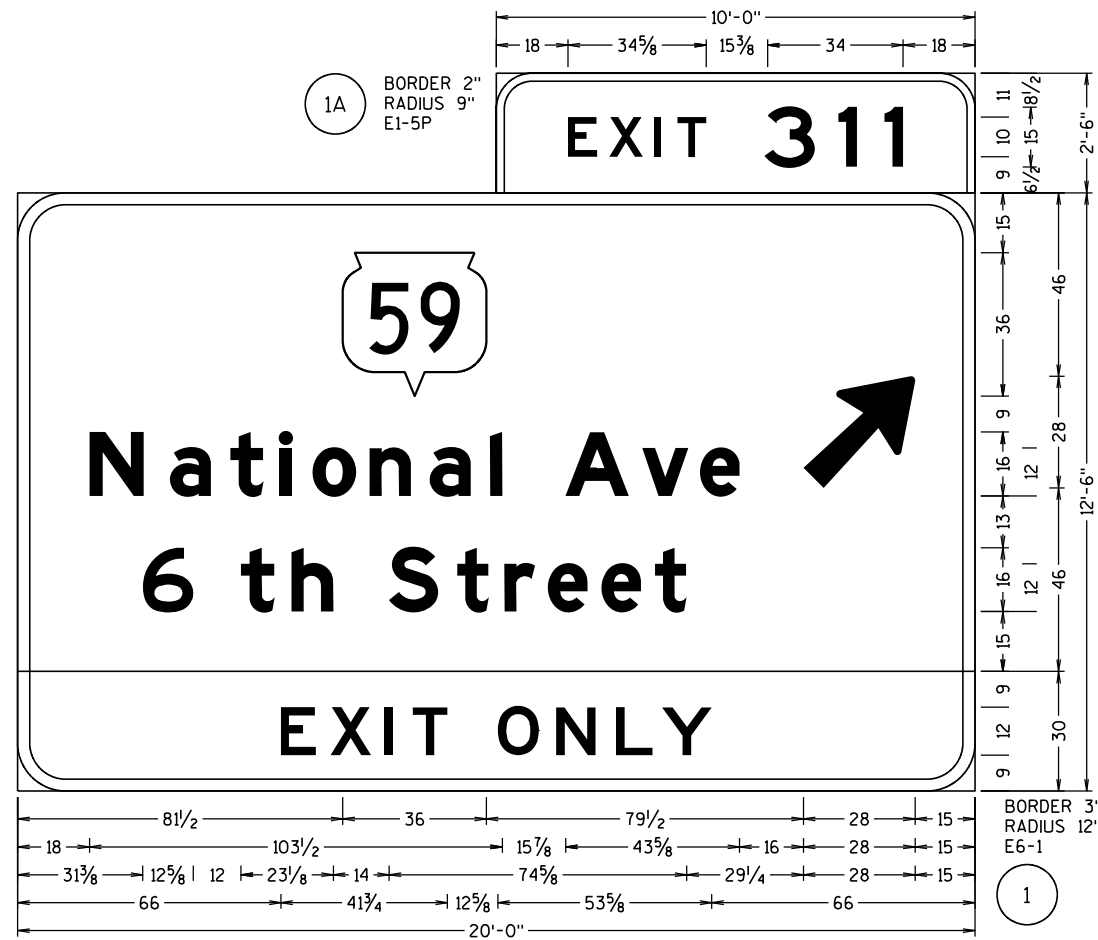 10'-0"
18 34⅝ 15⅜ 34 18
1A
BORDER 2"
RADIUS 9"
E1-5P
EXIT 311
11 10 9
8½ 15 6½
2'-6"
59
National Ave
6 th Street
EXIT ONLY
15 36 9 16 13 16 15 9 12 9
12 12
46 28 46 30
12'-6"
81½ 36 79½ 28 15
18 103½ 15⅞ 43⅝ 16 28 15
31⅜ 12⅝ 12 23⅛ 14 74⅝ 29¼ 28 15
66 41¾ 12⅝ 53⅝ 66
20'-0"
BORDER 3'
RADIUS 12'
E6-1
1